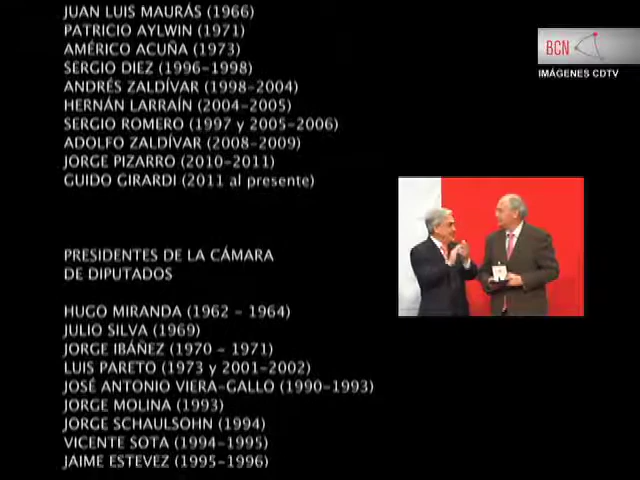 JUAN LUIS MAURÁS (1966)
PATRICIO AYLWIN (1971)
AMÉRICO ACUÑA (1973)
SERGIO DIEZ (1996-1998)
ANDRÉS ZALDÍVAR (1998-2004)
HERNÁN LARRAÍN (2004-2005)
SERGIO ROMERO (1997 y 2005-2006)
ADOLFO ZALDÍVAR (2008-2009)
JORGE PIZARRO (2010-2011)
GUIDO GIRARDI (2011 al presente)
PRESIDENTES DE LA CÁMARA
DE DIPUTADOS
HUGO MIRANDA (1962 - 1964)
JULIO SILVA (1969)
JORGE IBÁÑEZ (1970 - 1971)
LUIS PARETO (1973 y 2001-2002)
JOSÉ ANTONIO VIERA-GALLO (1990-1993)
JORGE MOLINA (1993)
JORGE SCHAULSOHN (1994)
VICENTE SOTA (1994-1995)
JAIME ESTEVEZ (1995-1996)
BCN
IMÁGENES CDTV